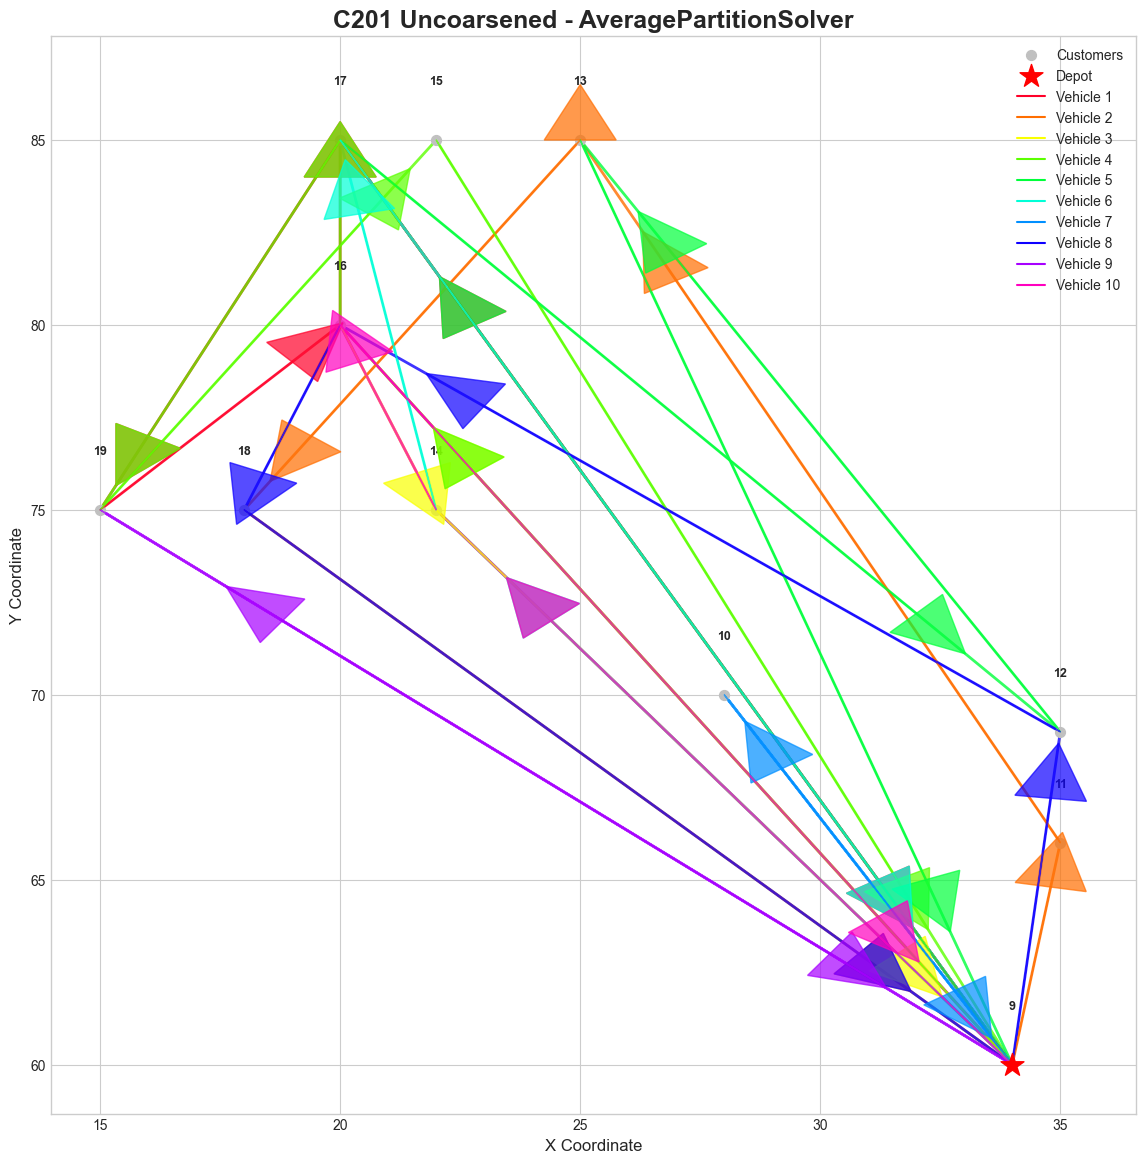 C201 Uncoarsened - AveragePartitionSolver
Customers
Depot
Vehicle 1
Vehicle 2
Vehicle 3
Vehicle 4
Vehicle 5
Vehicle 6
Vehicle 7
Vehicle 8
Vehicle 9
Vehicle 10
17
15
13
16
19
18
14
10
12
11
9
85
80
75
70
65
60
Y Coordinate
15
20
25
30
35
X Coordinate